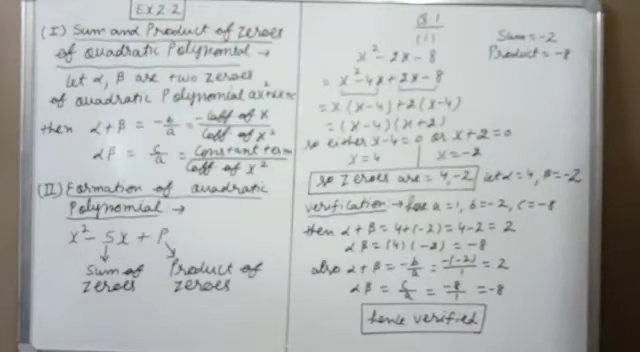 EX 2.2
(I) Sum and Product of zeroes
of Quadratic Polynomial →
let α, β are two zeroes
of quadratic Polynomial ax²+bx+c
then α+β = -b/a = -Coff of x/Coff of x²
αβ = c/a = Constant term/Coff of x²
(II) Formation of quadratic
Polynomial →
x² - Sx + P
Sum of zeroes
Product of zeroes
Q.1
(i)
Sum = -2
Product = -8
x² - 2x - 8
= x² - 4x + 2x - 8
= x(x-4) + 2(x-4)
= (x-4)(x+2)
so either x-4=0 or x+2=0
x=4 | x=-2
so zeroes are = 4, -2 let α=4, β=-2
verification → here a=1, b=-2, c=-8
then α+β = 4+(-2) = 4-2 = 2
αβ = (4)(-2) = -8
also α+β = -b/a = -(-2)/1 = 2
αβ = c/a = -8/1 = -8
hence verified